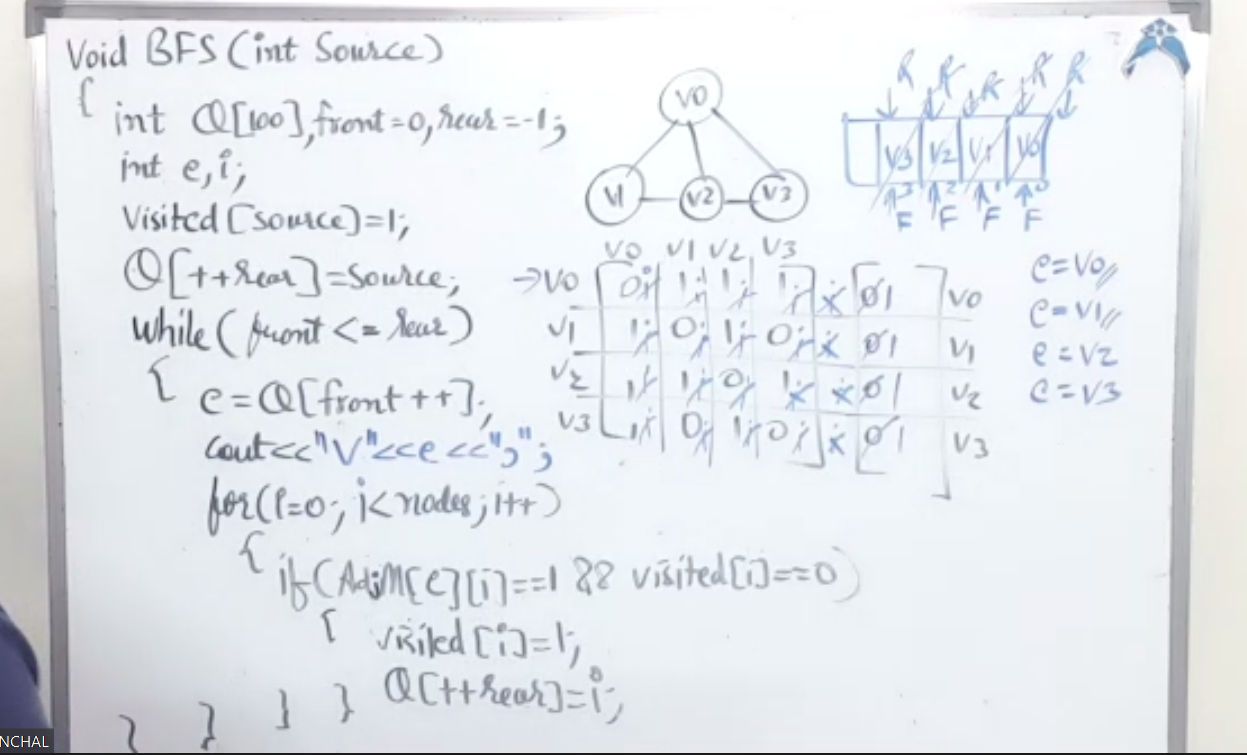 Void BFS (int Source)
{
int Q[100], front=0, rear=-1;
int e,i;
Visited [source]=1;
Q[++rear]=Source;
while ( front <= rear)
{
e=Q[front++];
cout<<"V"<<e<<",";
for(i=0; i<nodes; i++)
{
if(AdjM[e][i]==1 && visited[i]==0)
{
visited [i]=1;
Q[++rear]=i;
} } } }
V0
V1 V2 V3
R R R R R
V3 V2 V1 V0
3 2 1 0
F F F F
V0 V1 V2 V3
→V0 0 1 1 1 0 1 V0
V1 1 0 1 0 0 1 V1
V2 1 1 0 1 0 1 V2
V3 1 0 1 0 0 1 V3
e=V0
e=V1
e=V2
e=V3
NCHAL